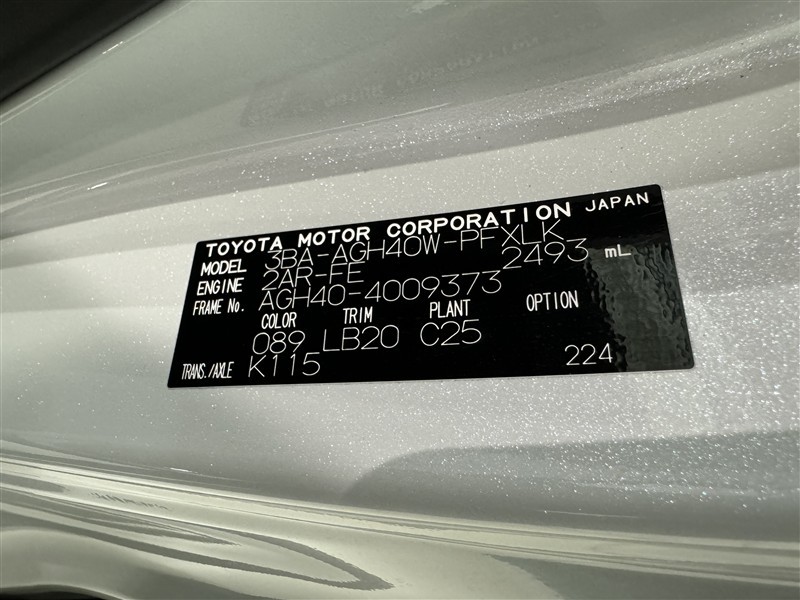 TOYOTA MOTOR CORPORATION JAPAN
MODEL 3BA-AGH40W-PFXLK
ENGINE 2AR-FE 2493 mL
FRAME No. AGH40-4009373
COLOR TRIM PLANT OPTION
089 LB20 C25
TRANS./AXLE K115 224